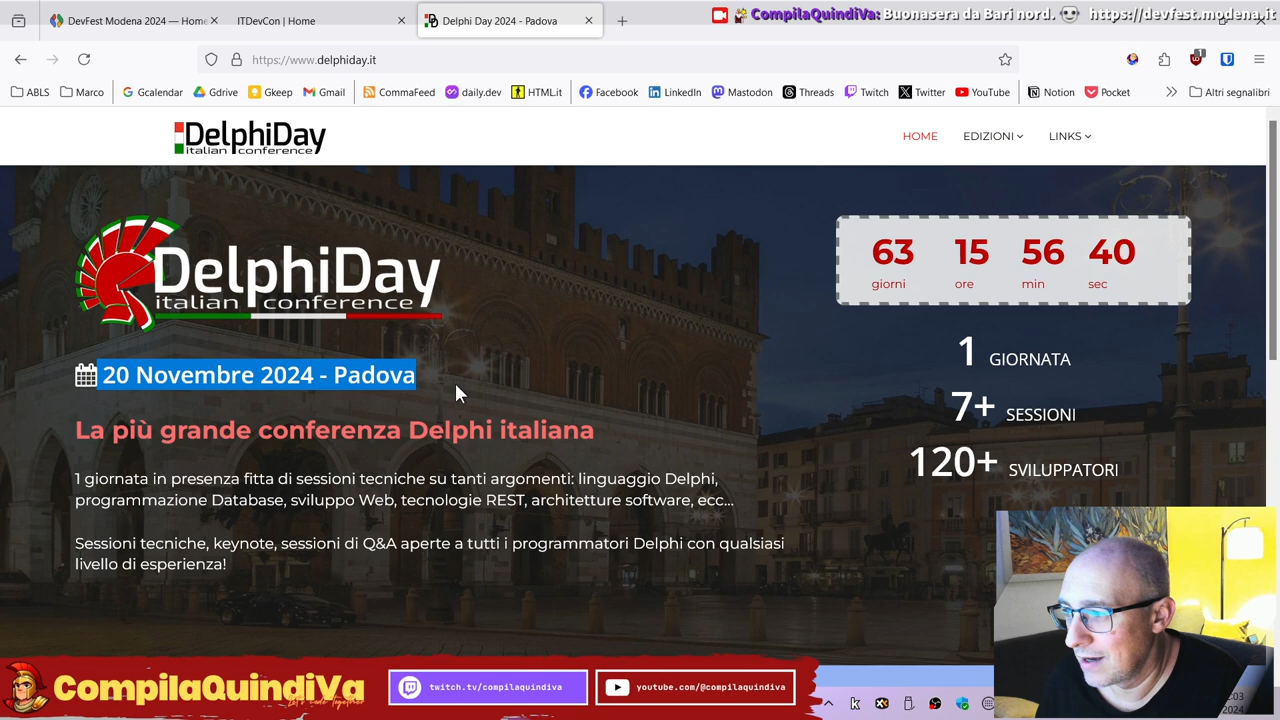 DevFest Modena 2024 — Home
ITDevCon | Home
Delphi Day 2024 - Padova
CompilaQuindiVa: Buonasera da Bari nord. https://devfest.modena.it
https://www.delphiday.it
1
ABLS
Marco
Gcalendar
Gdrive
Gkeep
Gmail
CommaFeed
daily.dev
HTML.it
Facebook
LinkedIn
Mastodon
Threads
Twitch
Twitter
YouTube
Notion
Pocket
Altri segnalibri
DelphiDay
italian conference
HOME
EDIZIONI
LINKS
DelphiDay
italian conference
63 15 56 40
giorni ore min sec
20 Novembre 2024 - Padova
1 GIORNATA
7+ SESSIONI
120+ SVILUPPATORI
La più grande conferenza Delphi italiana
1 giornata in presenza fitta di sessioni tecniche su tanti argomenti: linguaggio Delphi,
programmazione Database, sviluppo Web, tecnologie REST, architetture software, ecc...
Sessioni tecniche, keynote, sessioni di Q&A aperte a tutti i programmatori Delphi con qualsiasi
livello di esperienza!
CompilaQuindiVa
Let's code Together
twitch.tv/compilaquindiva
youtube.com/@compilaquindiva